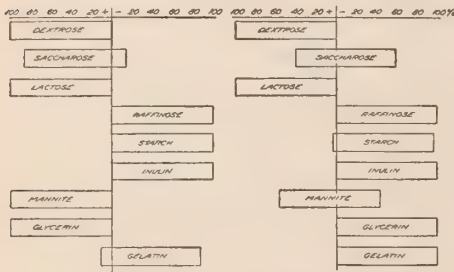 100 80 60 40 20 + - 20 40 60 80 100
DEXTROSE
SACCHAROSE
LACTOSE
RAFFINOSE
STARCH
INULIN
MANNITE
GLYCERIN
GELATIN
100 80 60 40 20 + - 20 40 60 80 100%
DEXTROSE
SACCHAROSE
LACTOSE
RAFFINOSE
STARCH
INULIN
MANNITE
GLYCERIN
GELATIN